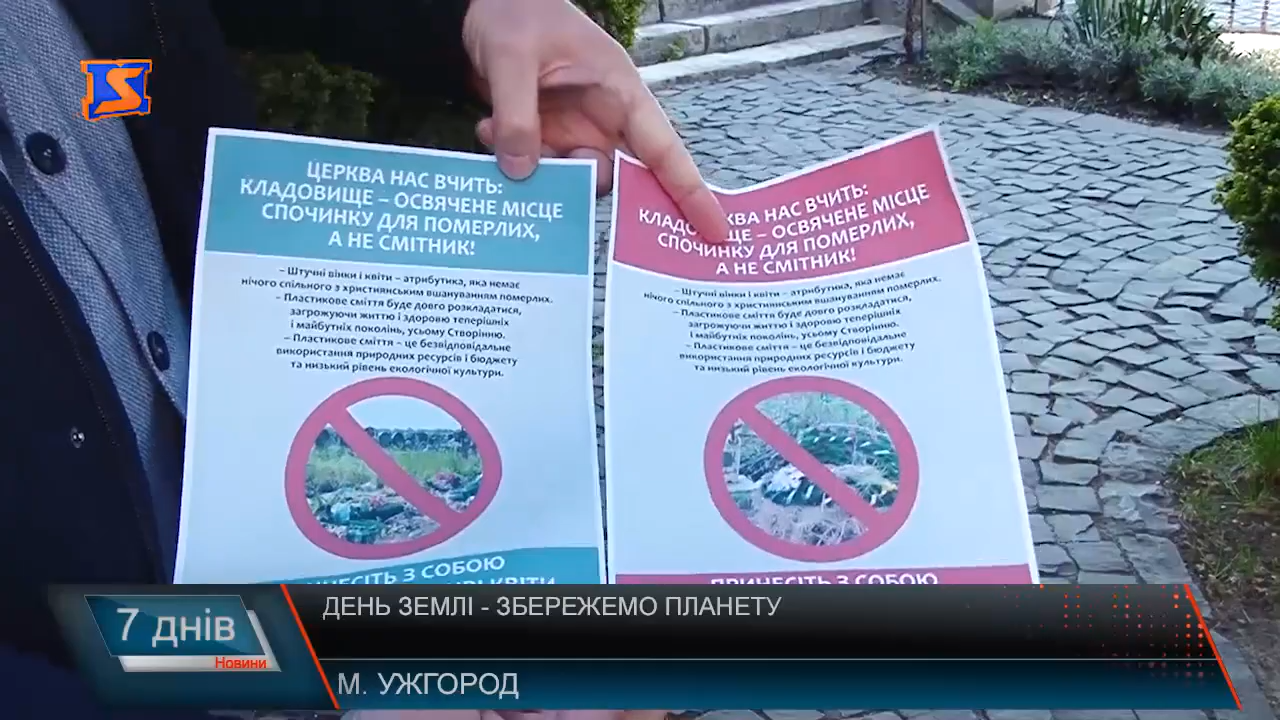 ЦЕРКВА НАС ВЧИТЬ:
КЛАДОВИЩЕ – ОСВЯЧЕНЕ МІСЦЕ
СПОЧИНКУ ДЛЯ ПОМЕРЛИХ,
А НЕ СМІТНИК!
– Штучні вінки і квіти – атрибутика, яка немає
нічого спільного з християнським вшануванням померлих.
– Пластикове сміття буде довго розкладатися,
загрожуючи життю і здоровю теперішніх
і майбутніх поколінь, усьому Створінню.
– Пластикове сміття – це безвідповідальне
використання природних ресурсів і бюджету
та низький рівень екологічної культури.
З СОБОЮ
КВІТИ
НАС ВЧИТЬ:
– ОСВЯЧЕНЕ МІСЦЕ
СПОЧИНКУ ДЛЯ ПОМЕРЛИХ,
А НЕ СМІТНИК!
– Штучні вінки і квіти – атрибутика, яка немає
нічого спільного з християнським вшануванням померлих.
– Пластикове сміття буде довго розкладатися,
загрожуючи життю і здоровю теперішніх
і майбутніх поколінь, усьому Створінню.
– Пластикове сміття – це безвідповідальне
використання природних ресурсів і бюджету
та низький рівень екологічної культури.
ПРИНЕСІТЬ З СОБОЮ
7 днів
Новини
ДЕНЬ ЗЕМЛІ - ЗБЕРЕЖЕМО ПЛАНЕТУ
М. УЖГОРОД